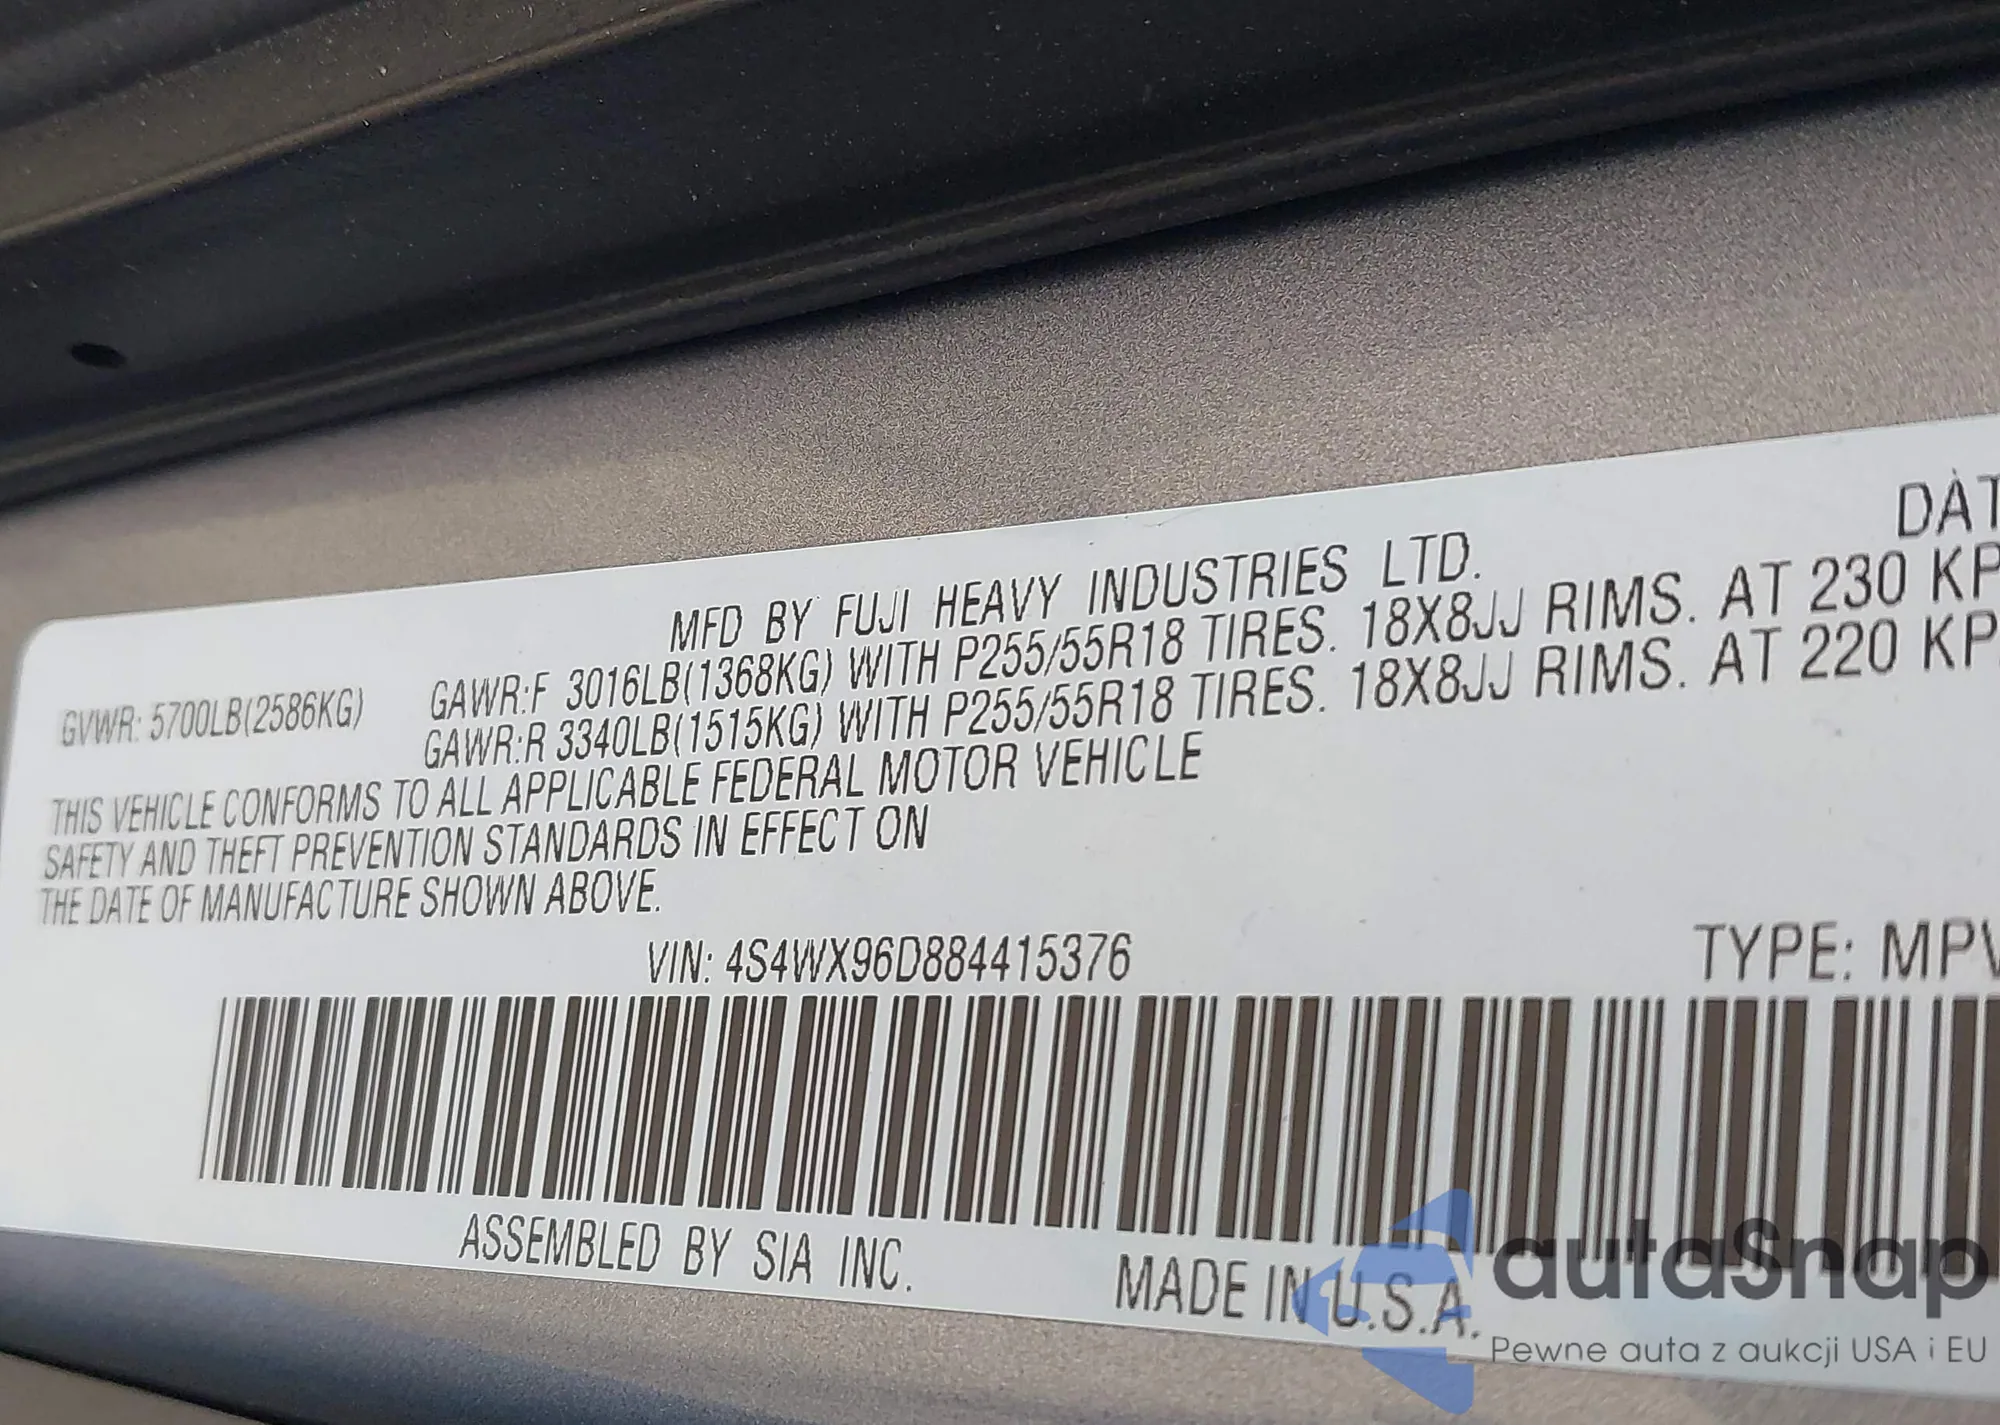 DAT
MFD BY FUJI HEAVY INDUSTRIES LTD.
GVWR: 5700LB(2586KG) GAWR:F 3016LB(1368KG) WITH P255/55R18 TIRES. 18X8JJ RIMS. AT 230 KP
GAWR:R 3340LB(1515KG) WITH P255/55R18 TIRES. 18X8JJ RIMS. AT 220 KP
THIS VEHICLE CONFORMS TO ALL APPLICABLE FEDERAL MOTOR VEHICLE
SAFETY AND THEFT PREVENTION STANDARDS IN EFFECT ON
THE DATE OF MANUFACTURE SHOWN ABOVE.
VIN: 4S4WX96D884415376 TYPE: MPV
ASSEMBLED BY SIA INC. MADE IN U.S.A.
autaSnap
Pewne auta z aukcji USA i EU